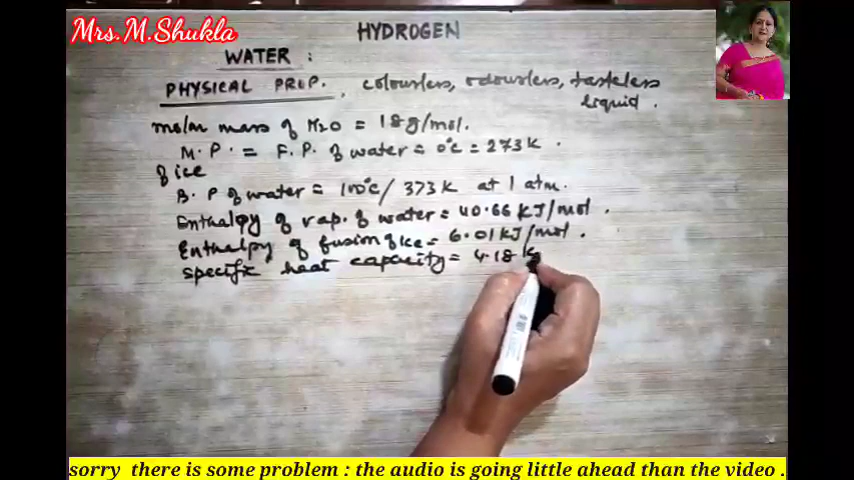 Mrs.M.Shukla
HYDROGEN
WATER :
PHYSICAL PROP. , colourless, odourless, tasteless
liquid .
molar mass of H2O = 18g/mol.
M.P. = F.P. of water = 0°C = 273K .
of ice
B.P of water = 100°C/ 373K at 1 atm.
Enthalpy of vap. of water = 40.66 KJ/mol .
Enthalpy of fusion of ice = 6.01 KJ/mol .
specific heat capacity = 4.18
sorry there is some problem : the audio is going little ahead than the video .